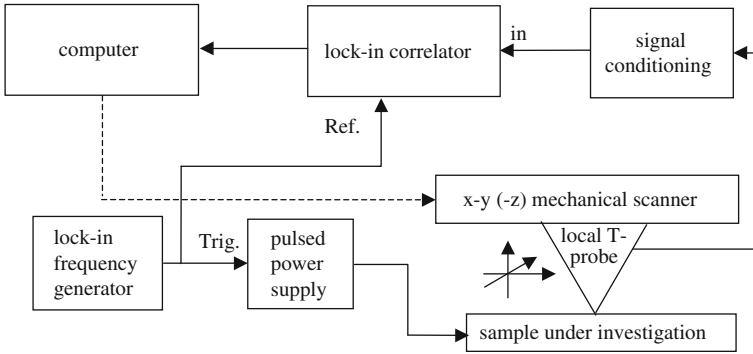 computer
lock-in correlator
in
signal
conditioning
Ref.
x-y (-z) mechanical scanner
lock-in
frequency
generator
Trig.
pulsed
power
supply
local T-
probe
sample under investigation